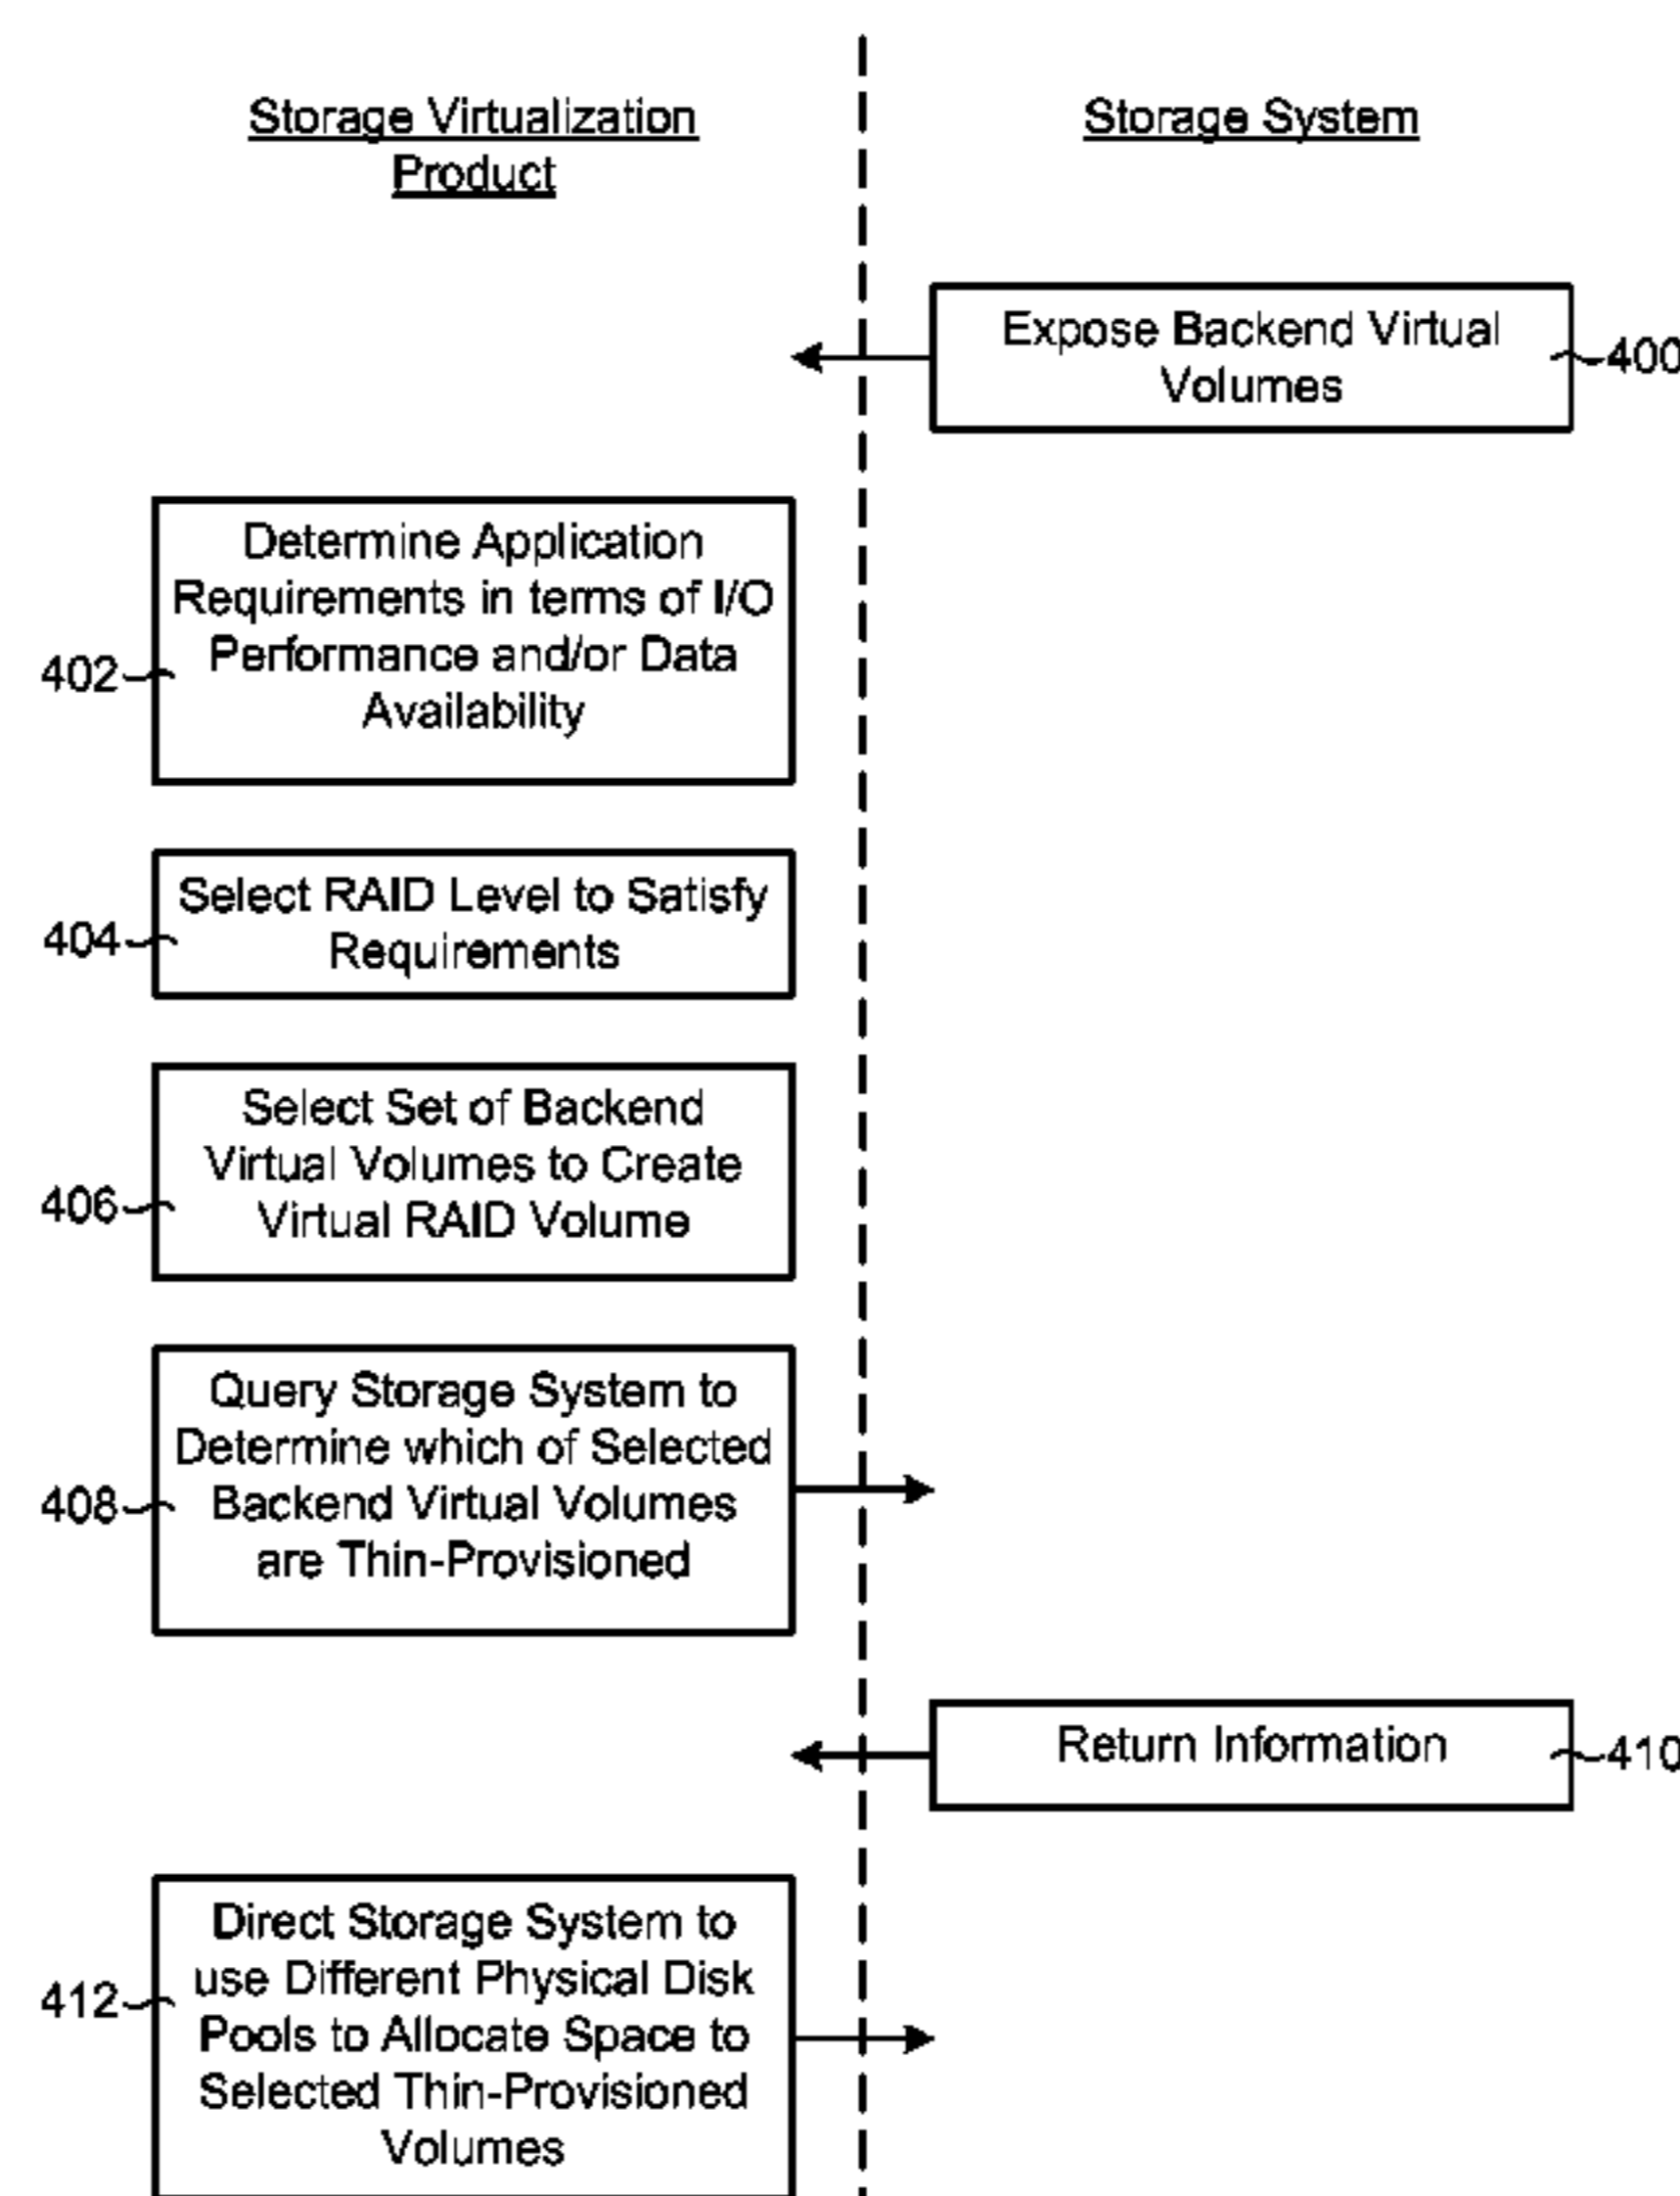 Storage Virtualization
Product
Storage System
Expose Backend Virtual
Volumes
400
Determine Application
Requirements in terms of I/O
Performance and/or Data
Availability
402
Select RAID Level to Satisfy
Requirements
404
Select Set of Backend
Virtual Volumes to Create
Virtual RAID Volume
406
Query Storage System to
Determine which of Selected
Backend Virtual Volumes
are Thin-Provisioned
408
Return Information
410
Direct Storage System to
use Different Physical Disk
Pools to Allocate Space to
Selected Thin-Provisioned
Volumes
412